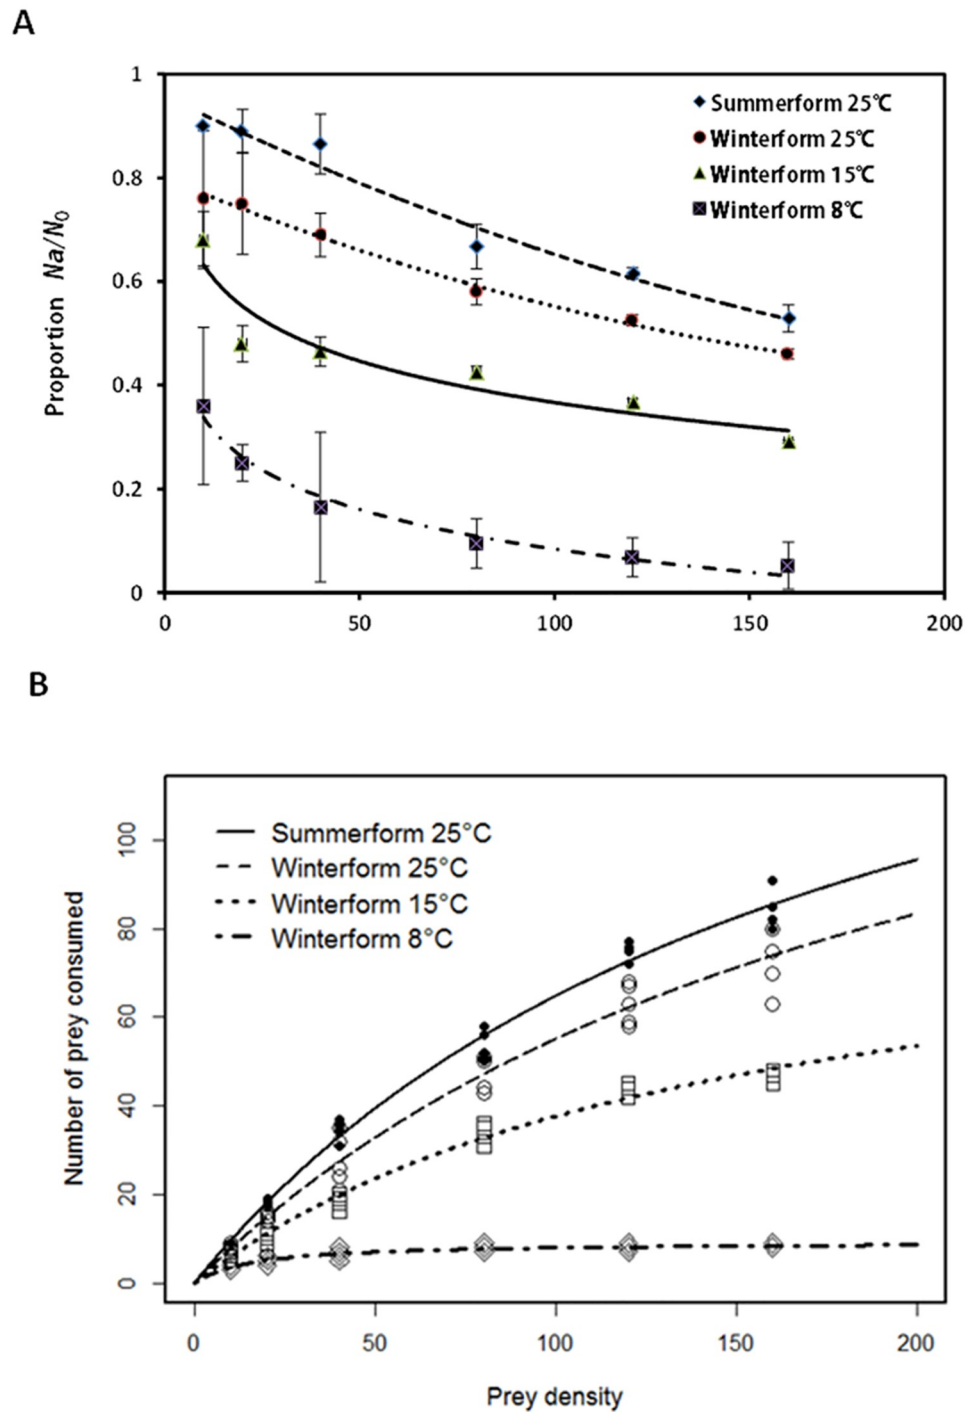 A
1
0.8
0.6
0.4
0.2
0
Proportion Na/N₀
Summerform 25℃
Winterform 25℃
Winterform 15℃
Winterform 8℃
0 50 100 150 200
B
100
80
60
40
20
0
Number of prey consumed
Summerform 25°C
Winterform 25°C
Winterform 15°C
Winterform 8°C
0 50 100 150 200
Prey density